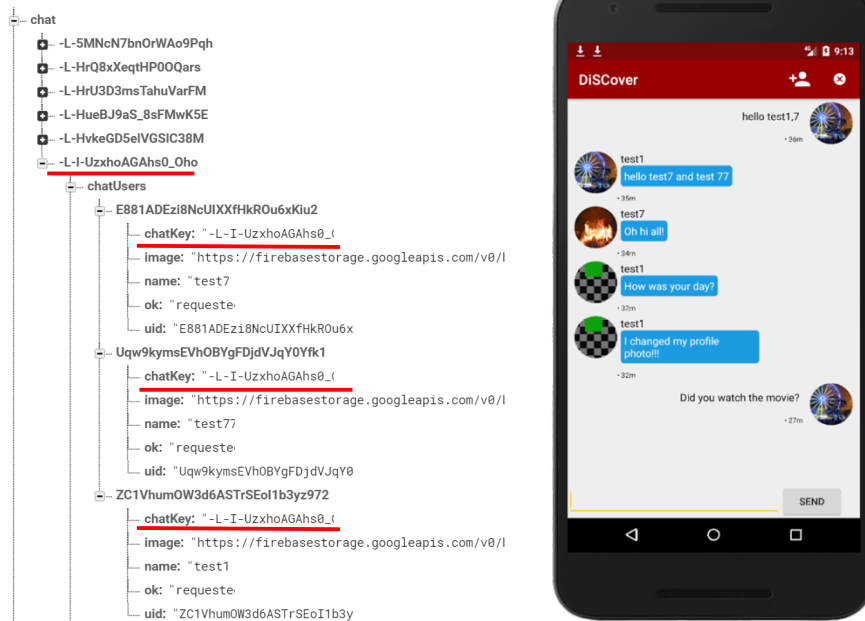 chat
-L-5MNcN7bnOrWAo9Pqh
-L-HrQ8xXeqtHP0OQars
-L-HrU3D3msTahuVarFM
-L-HueBJ9aS_8sFMwK5E
-L-HvkeGD5eIVGSIC38M
-L-I-UzxhoAGAhs0_Oho
chatUsers
E881ADEzi8NcUIXXfHkROu6xKiu2
chatKey: "-L-I-UzxhoAGAhs0_(
image: "https://firebasestorage.googleapis.com/v0/l
name: "test7
ok: "requeste
uid: "E881ADEzi8NcUIXXfHkROu6x
Uqw9kymsEVhOBYgFDjdVJqY0Yfk1
chatKey: "-L-I-UzxhoAGAhs0_(
image: "https://firebasestorage.googleapis.com/v0/l
name: "test77
ok: "requeste
uid: "Uqw9kymsEVhOBYgFDjdVJqY0
ZC1VhumOW3d6ASTrSEoI1b3yz972
chatKey: "-L-I-UzxhoAGAhs0_(
image: "https://firebasestorage.googleapis.com/v0/l
name: "test1
ok: "requeste
uid: "ZC1VhumOW3d6ASTrSEoI1b3y
4G 9:13
DiSCover
hello test1,7
• 36m
test1
hello test7 and test 77
• 35m
test7
Oh hi all!
• 34m
test1
How was your day?
• 32m
test1
I changed my profile
photo!!!
• 32m
Did you watch the movie?
• 27m
SEND